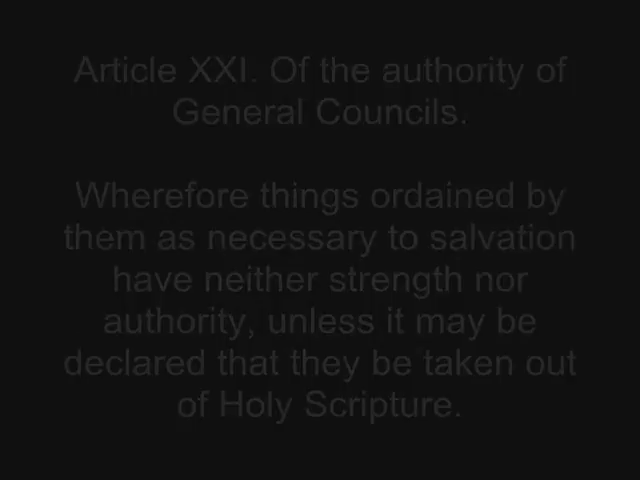 Article XXI. Of the authority of
General Councils.
Wherefore things ordained by
them as necessary to salvation
have neither strength nor
authority, unless it may be
declared that they be taken out
of Holy Scripture.